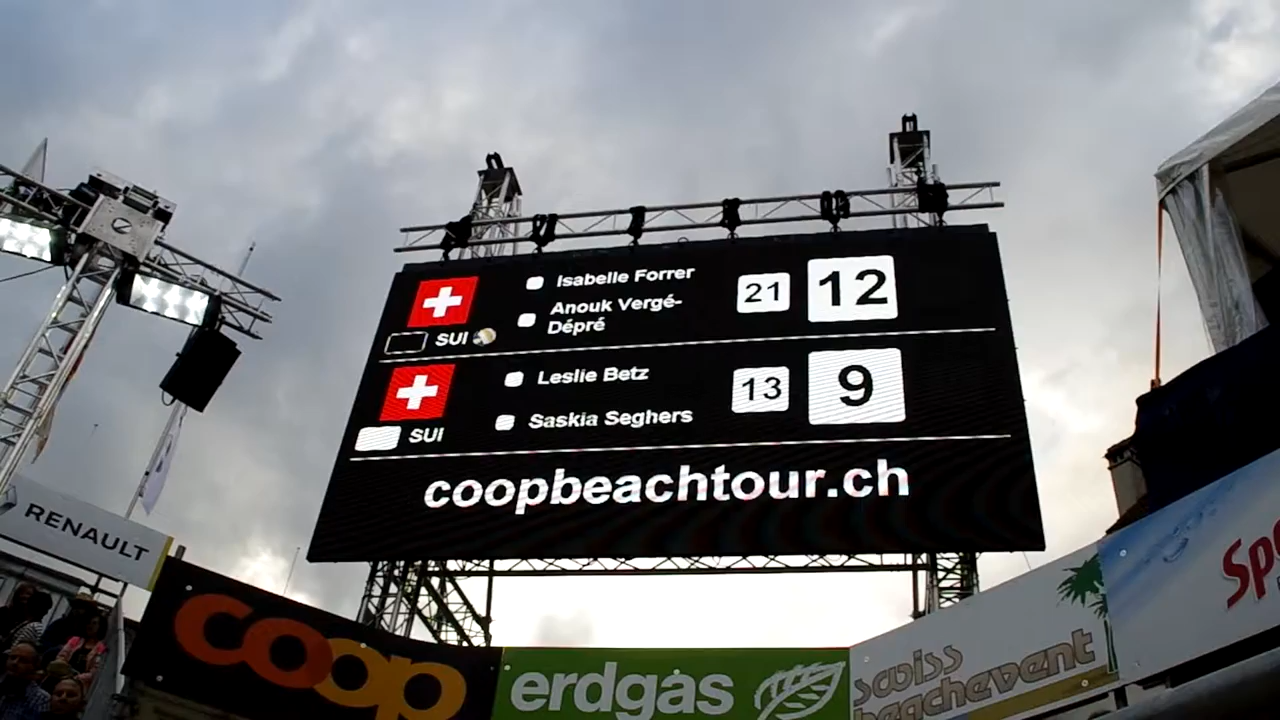 Isabelle Forrer
Anouk Vergé-
Dépré
21
12
SUI
Leslie Betz
Saskia Seghers
13
9
SUI
coopbeachtour.ch
RENAULT
coop
erdgas
swiss
beachevent